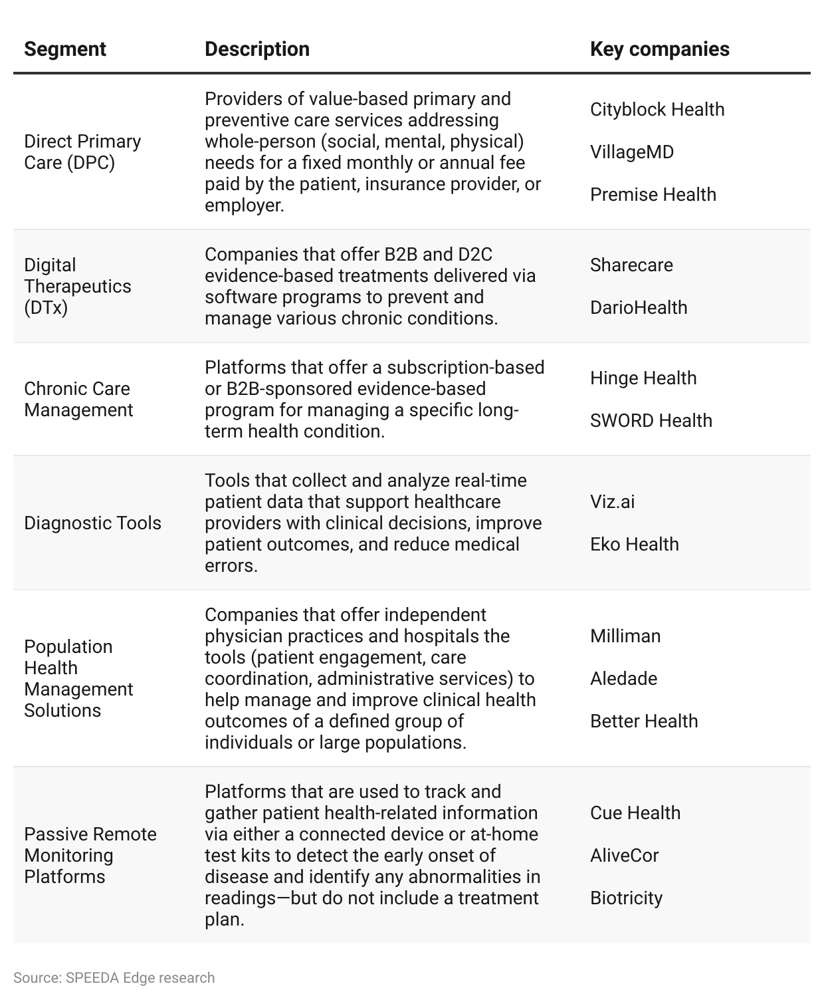 Segment
Description
Key companies
Direct Primary
Care (DPC)
Providers of value-based primary and
preventive care services addressing
whole-person (social, mental, physical)
needs for a fixed monthly or annual fee
paid by the patient, insurance provider, or
employer.
Cityblock Health
VillageMD
Premise Health
Digital
Therapeutics
(DTx)
Companies that offer B2B and D2C
evidence-based treatments delivered via
software programs to prevent and
manage various chronic conditions.
Sharecare
DarioHealth
Chronic Care
Management
Platforms that offer a subscription-based
or B2B-sponsored evidence-based
program for managing a specific long-
term health condition.
Hinge Health
SWORD Health
Diagnostic Tools
Tools that collect and analyze real-time
patient data that support healthcare
providers with clinical decisions, improve
patient outcomes, and reduce medical
errors.
Viz.ai
Eko Health
Population
Health
Management
Solutions
Companies that offer independent
physician practices and hospitals the
tools (patient engagement, care
coordination, administrative services) to
help manage and improve clinical health
outcomes of a defined group of
individuals or large populations.
Milliman
Aledade
Better Health
Passive Remote
Monitoring
Platforms
Platforms that are used to track and
gather patient health-related information
via either a connected device or at-home
test kits to detect the early onset of
disease and identify any abnormalities in
readings—but do not include a treatment
plan.
Cue Health
AliveCor
Biotricity
Source: SPEEDA Edge research